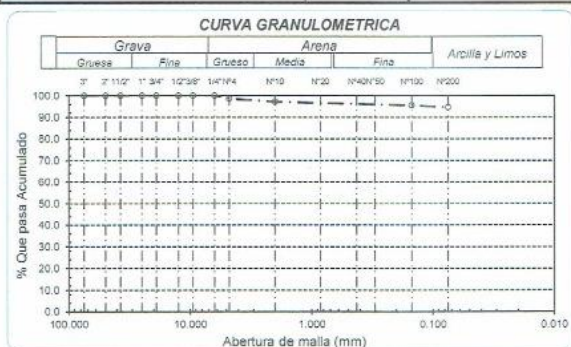 CURVA GRANULOMETRICA
Grava Arena Arcilla y Limos
Gruesa Fina Grueso Media Fina
3" 2" 1 1/2" 1" 3/4" 1/2" 3/8" 1/4" Nº4 Nº10 Nº20 Nº40 Nº50 Nº100 Nº200
100.0
90.0
80.0
70.0
60.0
50.0
40.0
30.0
20.0
10.0
0.0
% Que pasa Acumulado
100.000 10.000 1.000 0.100 0.010
Abertura de malla (mm)